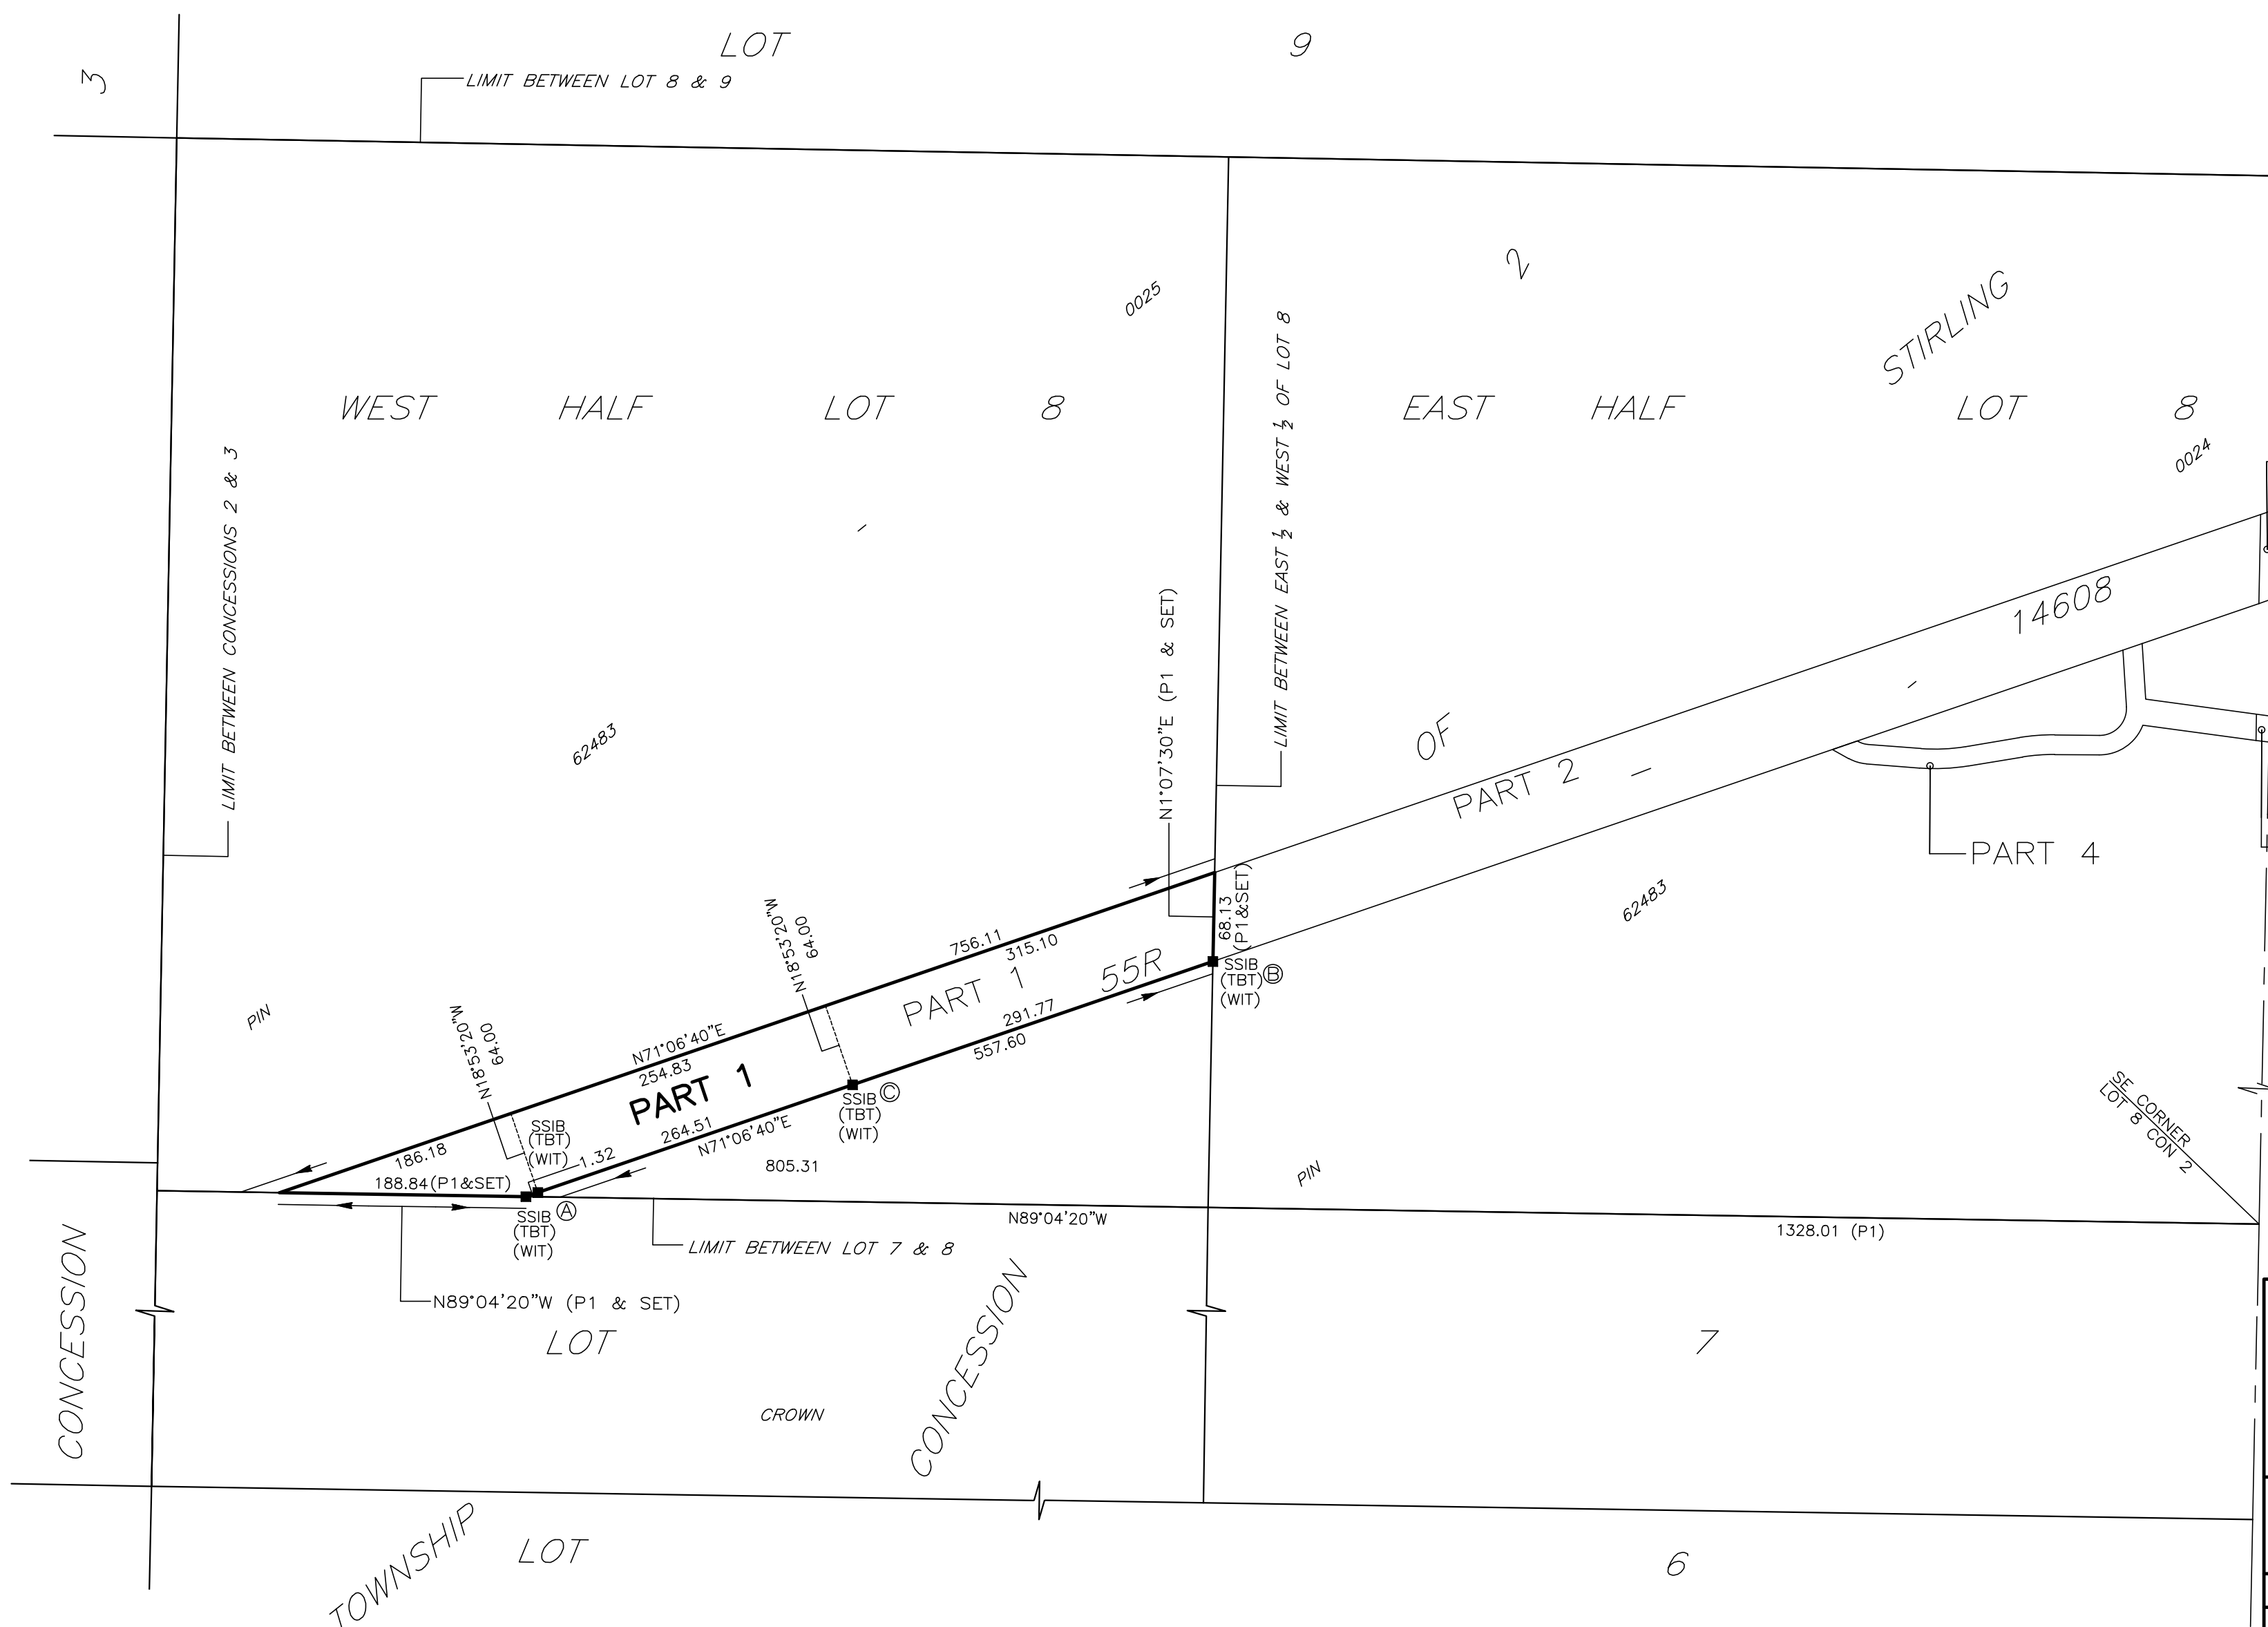 LOT 9
3
LIMIT BETWEEN LOT 8 & 9
2
STIRLING
0025
WEST HALF LOT 8
EAST HALF LOT 8
0024
LIMIT BETWEEN CONCESSIONS 2 & 3
LIMIT BETWEEN EAST ½ & WEST ½ OF LOT 8
-
N1°07'30"E (P1 & SET)
14608
-
62483
OF
PART 2 -
PART 4
62483
68.13
(P1&SET)
N18°53'20"W
64.00
756.11
315.10
PART 1
55R
SSIB
(TBT) B
(WIT)
PIN
N18°53'20"W
64.00
N71°06'40"E
254.83
PART 1
291.77
557.60
SSIB C
(TBT)
(WIT)
264.51
N71°06'40"E
SSIB
(TBT)
(WIT)
1.32
186.18
188.84(P1&SET)
805.31
PIN
SE CORNER
LOT 8 CON 2
SSIB A
(TBT)
(WIT)
N89°04'20"W
1328.01 (P1)
LIMIT BETWEEN LOT 7 & 8
N89°04'20"W (P1 & SET)
CONCESSION
LOT 7
CONCESSION
CROWN
TOWNSHIP
LOT 6